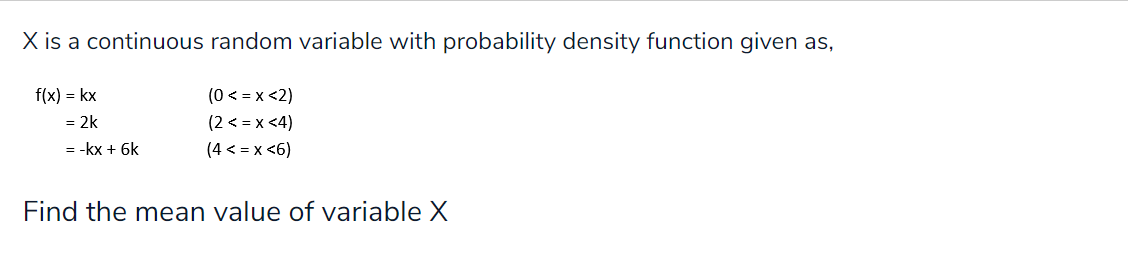 X is a continuous random variable with probability density function given as,
f(x) = kx (0 < = x <2)
= 2k (2 < = x <4)
= -kx + 6k (4 < = x <6)
Find the mean value of variable X